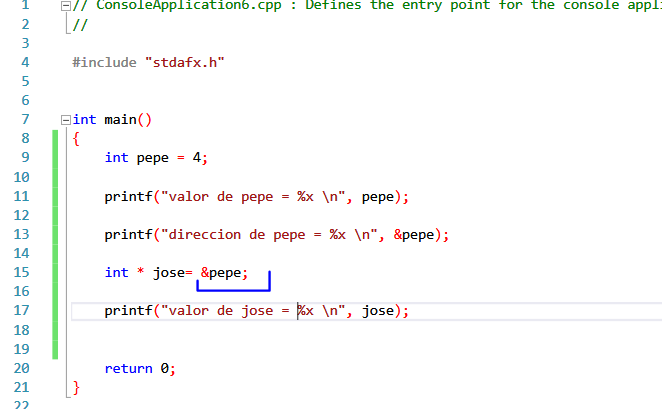 1 // ConsoleApplication6.cpp : Defines the entry point for the console appli
2 //
3
4 #include "stdafx.h"
5
6
7 int main()
8 {
9 int pepe = 4;
10
11 printf("valor de pepe = %x \n", pepe);
12
13 printf("direccion de pepe = %x \n", &pepe);
14
15 int * jose= &pepe;
16
17 printf("valor de jose = %x \n", jose);
18
19
20 return 0;
21 }
22